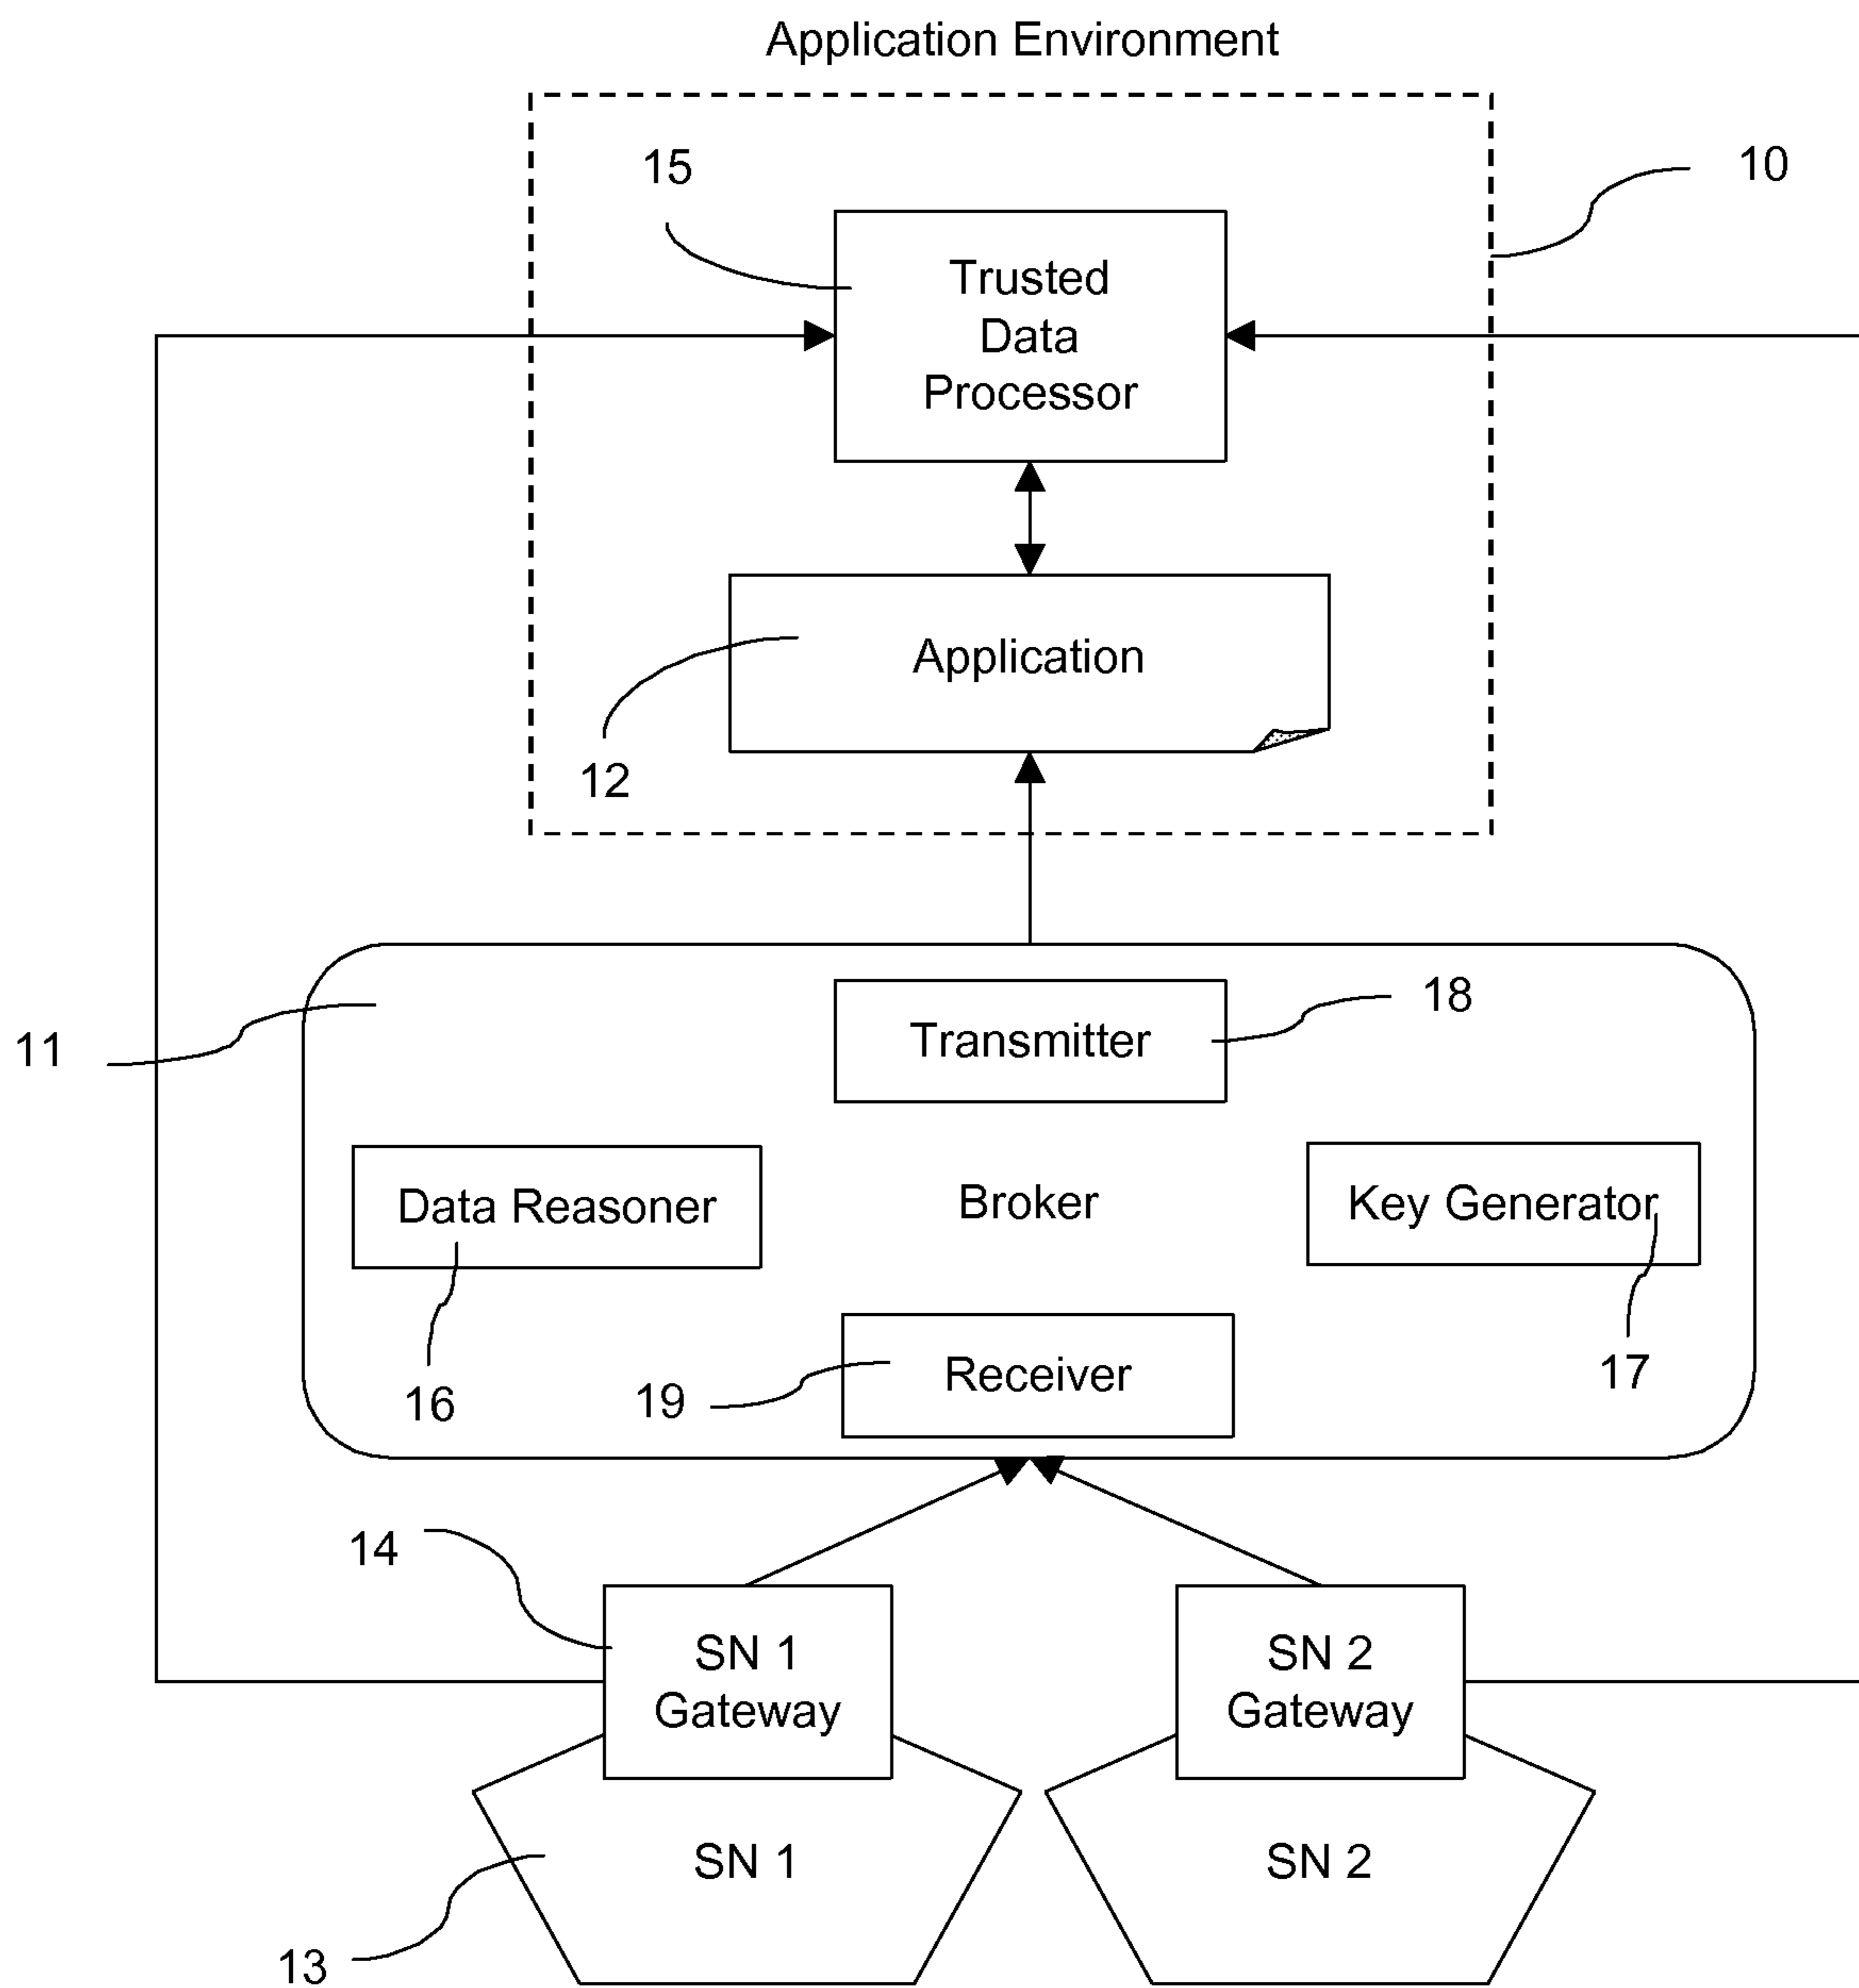 Application Environment
15
10
Trusted
Data
Processor
Application
12
11
Transmitter
18
Data Reasoner
Broker
Key Generator
16
19
Receiver
17
14
SN 1
Gateway
SN 2
Gateway
SN 1
SN 2
13